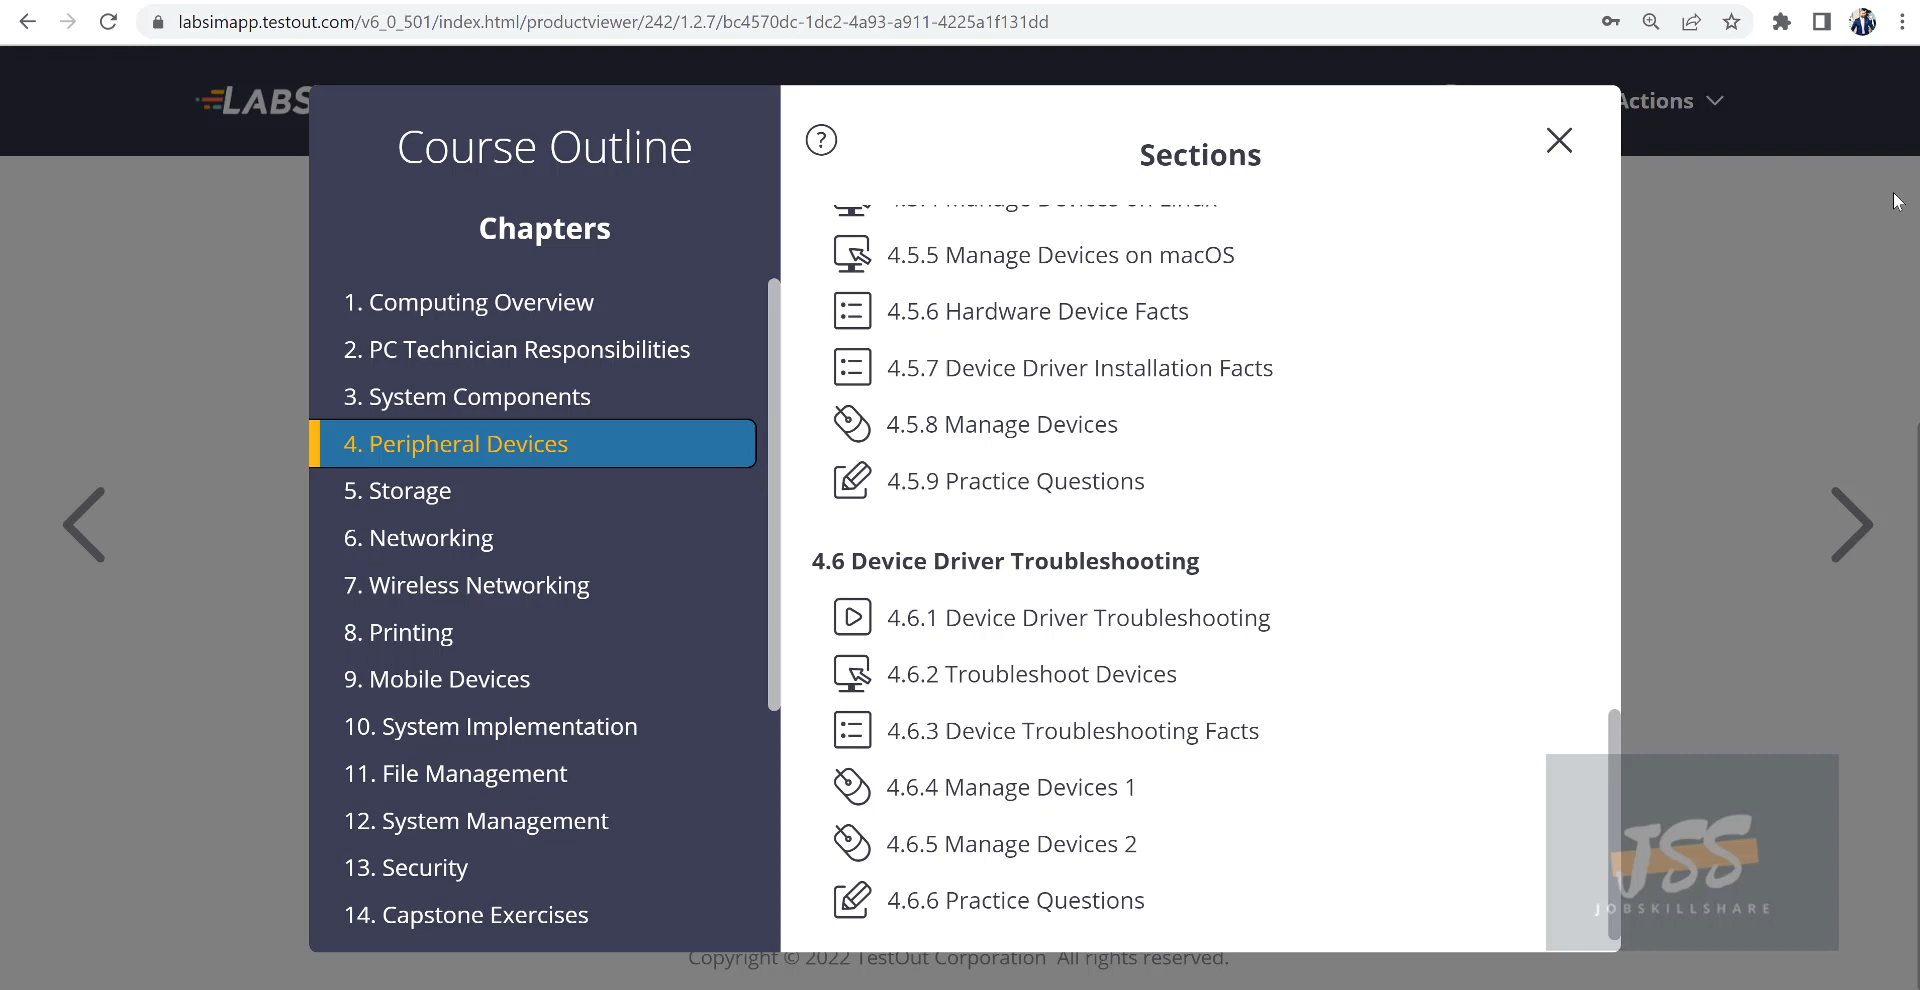 labsimapp.testout.com/v6_0_501/index.html/productviewer/242/1.2.7/bc4570dc-1dc2-4a93-a911-4225a1f131dd
LABS
Actions
Course Outline
Chapters
1. Computing Overview
2. PC Technician Responsibilities
3. System Components
4. Peripheral Devices
5. Storage
6. Networking
7. Wireless Networking
8. Printing
9. Mobile Devices
10. System Implementation
11. File Management
12. System Management
13. Security
14. Capstone Exercises
?
Sections
Manage Devices on Linux
4.5.5 Manage Devices on macOS
4.5.6 Hardware Device Facts
4.5.7 Device Driver Installation Facts
4.5.8 Manage Devices
4.5.9 Practice Questions
4.6 Device Driver Troubleshooting
4.6.1 Device Driver Troubleshooting
4.6.2 Troubleshoot Devices
4.6.3 Device Troubleshooting Facts
4.6.4 Manage Devices 1
4.6.5 Manage Devices 2
4.6.6 Practice Questions
JSS
JOBSKILLSHARE
Copyright © 2022 TestOut Corporation All rights reserved.